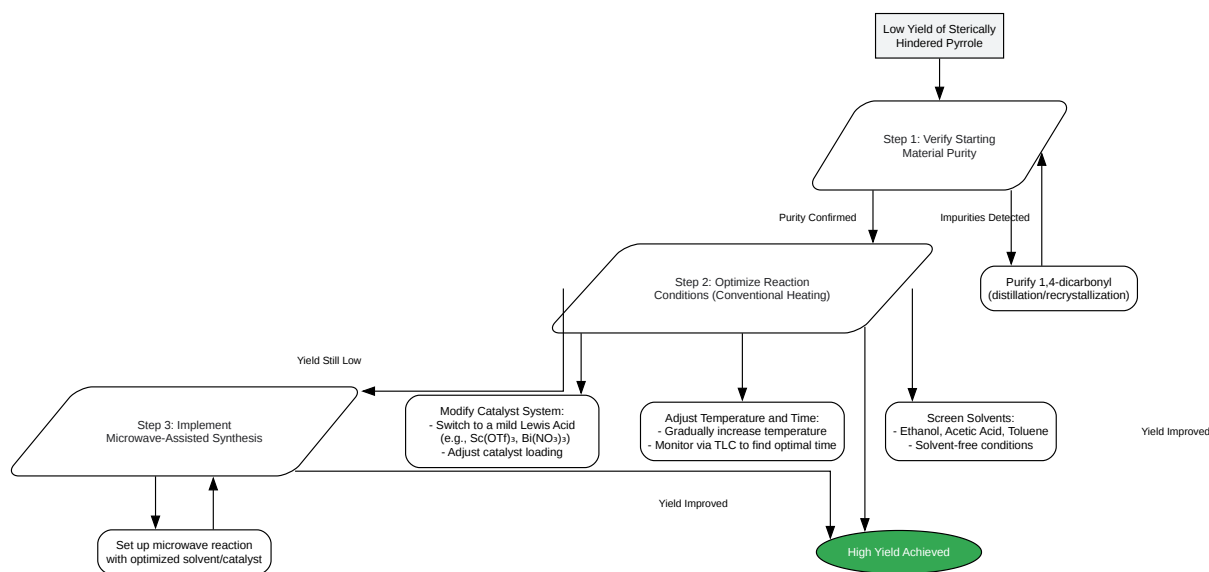 Low Yield of Sterically
Hindered Pyrrole
Step 1: Verify Starting
Material Purity
Purity Confirmed
Impurities Detected
Step 2: Optimize Reaction
Conditions (Conventional Heating)
Purify 1,4-dicarbonyl
(distillation/recrystallization)
Yield Still Low
Step 3: Implement
Microwave-Assisted Synthesis
Modify Catalyst System:
- Switch to a mild Lewis Acid
(e.g., Sc(OTf)₃, Bi(NO₃)₃)
- Adjust catalyst loading
Adjust Temperature and Time:
- Gradually increase temperature
- Monitor via TLC to find optimal time
Screen Solvents:
- Ethanol, Acetic Acid, Toluene
- Solvent-free conditions
Yield Improved
Yield Improved
Set up microwave reaction
with optimized solvent/catalyst
High Yield Achieved